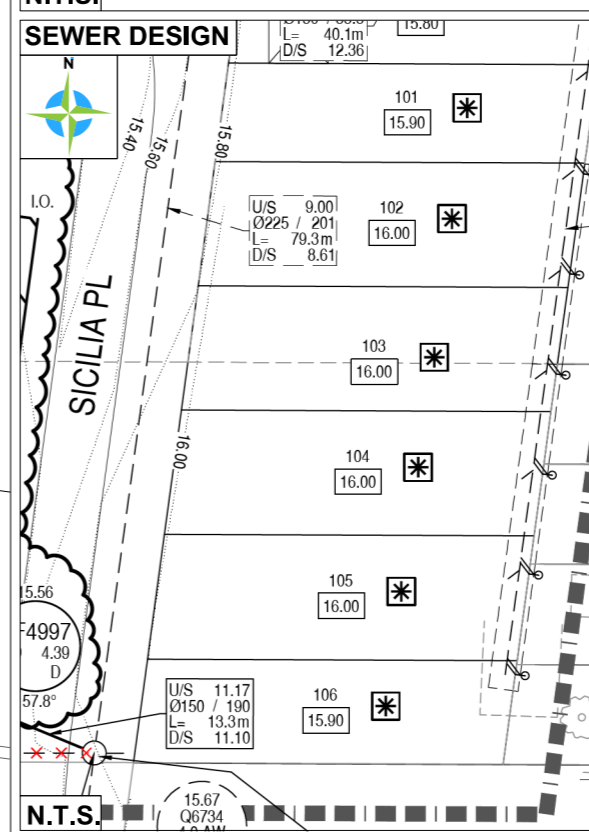 N.T.S.
SEWER DESIGN
N
L= 40.1m
D/S 12.36
15.80
101
15.90
15.40
15.60
15.80
I.O.
U/S 9.00
Ø225 / 201
L= 79.3m
D/S 8.61
102
16.00
SICILIA PL
103
16.00
16.00
104
16.00
105
16.00
15.56
F4997
4.39
D
57.8°
U/S 11.17
Ø150 / 190
L= 13.3m
D/S 11.10
106
15.90
15.67
Q6734
N.T.S.